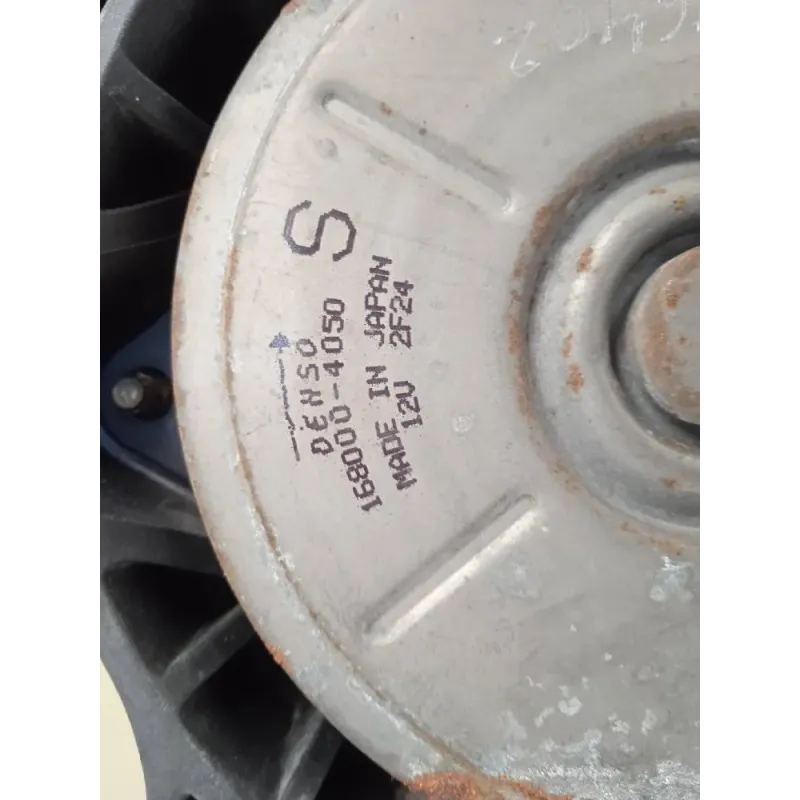 S
DENSO
168000-4050
MADE IN JAPAN
12V 2F24